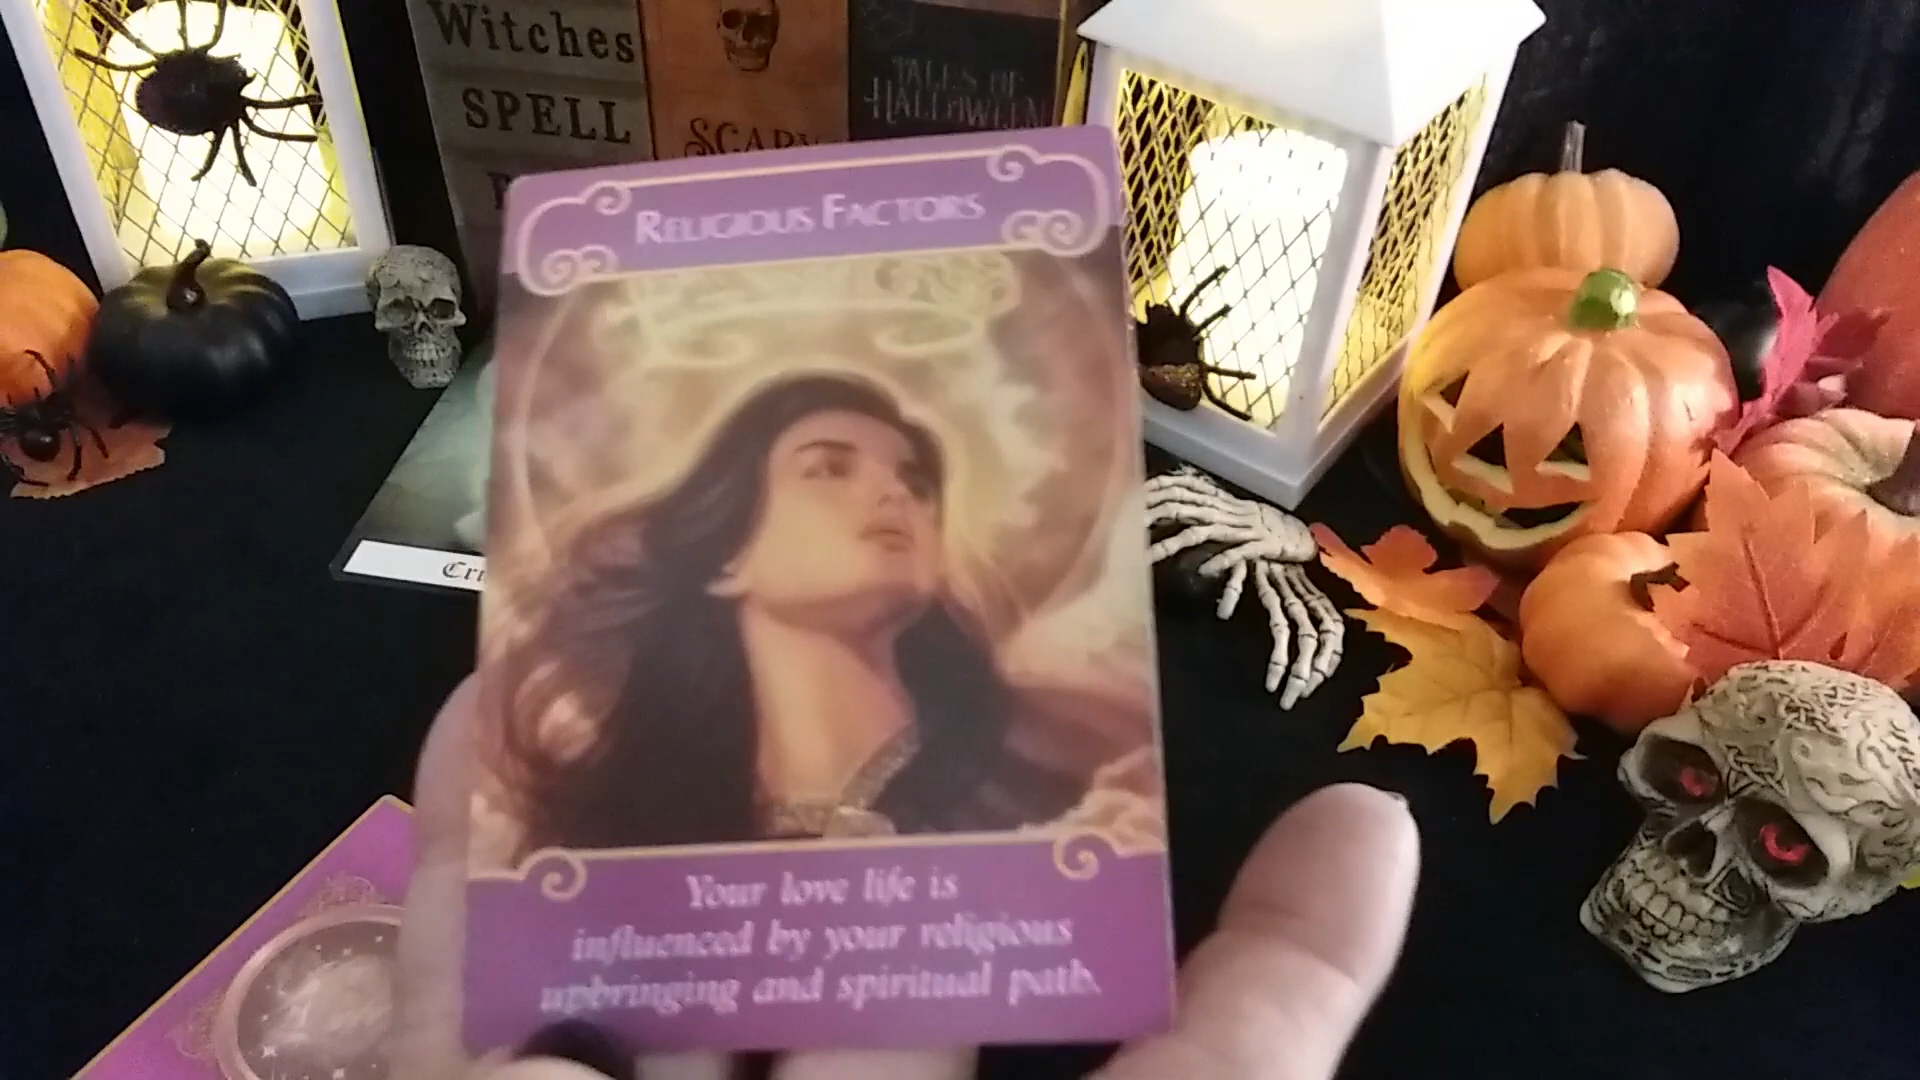 Witches
SPELL
SCARY
TALES OF
HALLOWEEN
RELIGIOUS FACTORS
Your love life is
influenced by your religious
upbringing and spiritual path.